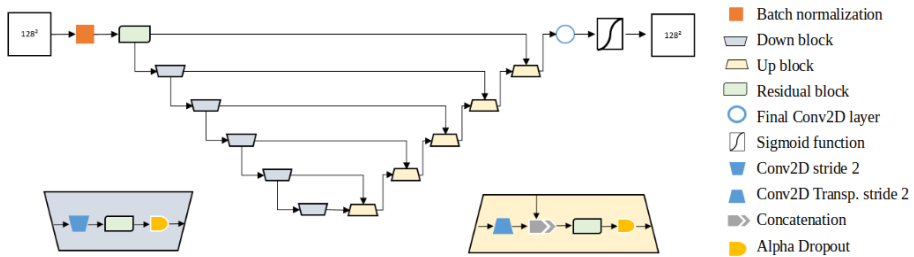 128²
128²
Batch normalization
Down block
Up block
Residual block
Final Conv2D layer
Sigmoid function
Conv2D stride 2
Conv2D Transp. stride 2
Concatenation
Alpha Dropout